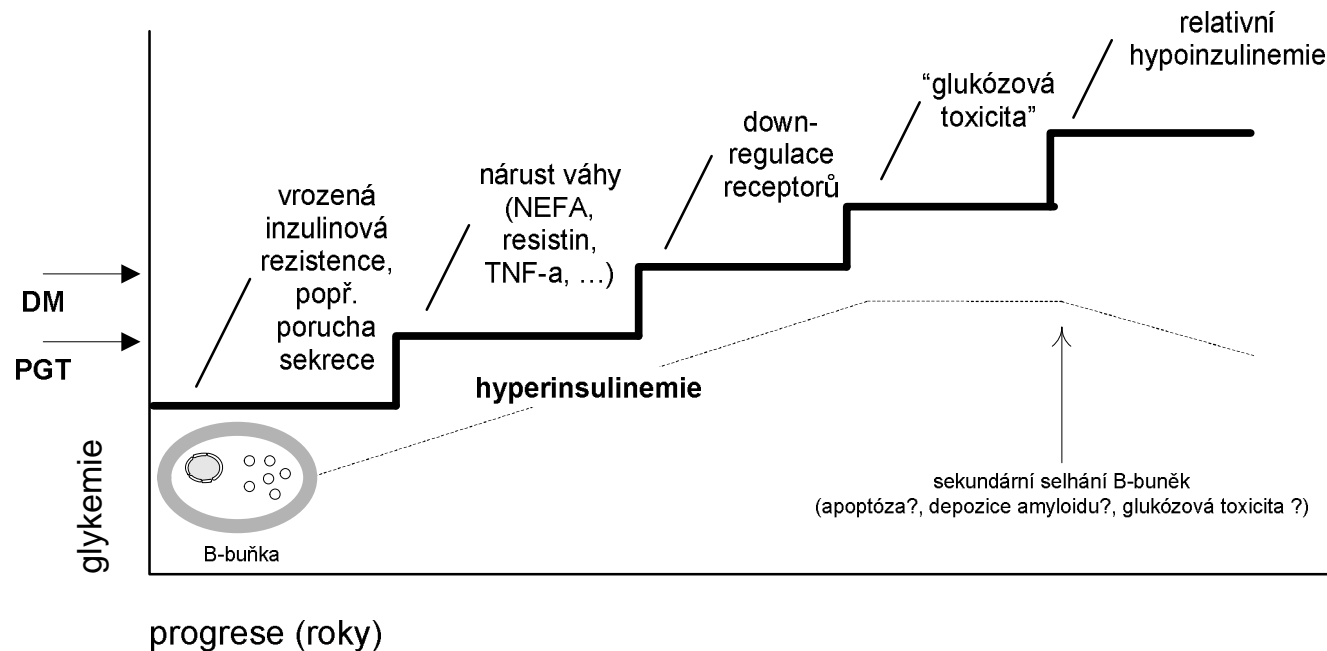 relativní
hypoinzulinemie
“glukózová
toxicita”
down-
regulace
receptorů
nárust váhy
(NEFA,
resistin,
TNF-a, …)
vrozená
inzulinová
rezistence,
popř.
porucha
sekrece
DM
PGT
hyperinsulinemie
glykemie
B-buňka
sekundární selhání B-buněk
(apoptóza?, depozice amyloidu?, glukózová toxicita ?)
progrese (roky)